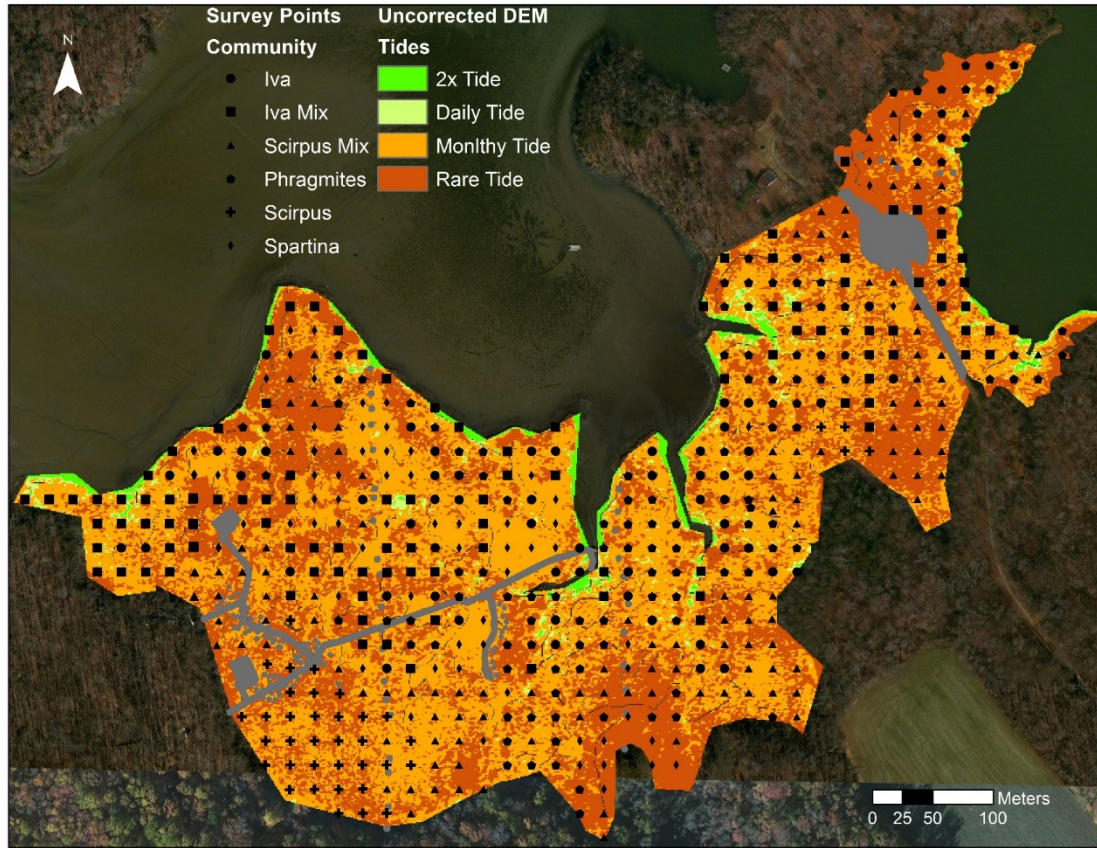 Survey Points Uncorrected DEM
Community Tides
Iva 2x Tide
Iva Mix Daily Tide
Scirpus Mix Monlthy Tide
Phragmites Rare Tide
Scirpus
Spartina
N
Meters
0 25 50 100